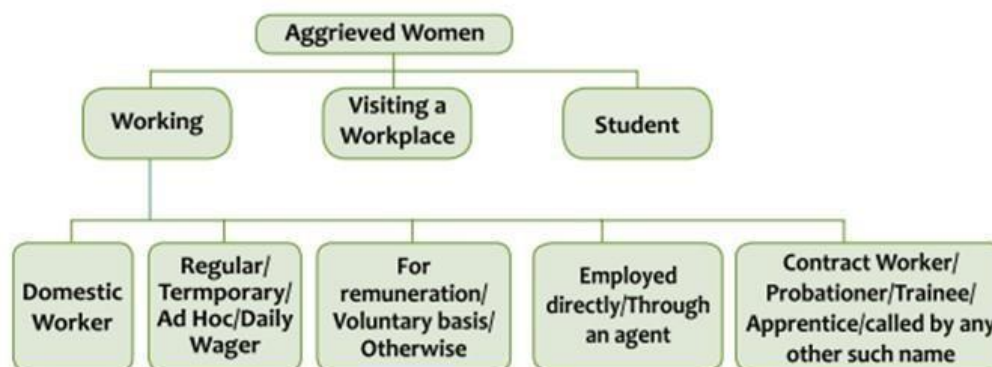 Aggrieved Women
Working
Visiting a
Workplace
Student
Domestic
Worker
Regular/
Termporary/
Ad Hoc/Daily
Wager
For
remuneration/
Voluntary basis/
Otherwise
Employed
directly/Through
an agent
Contract Worker/
Probationer/Trainee/
Apprentice/called by any
other such name